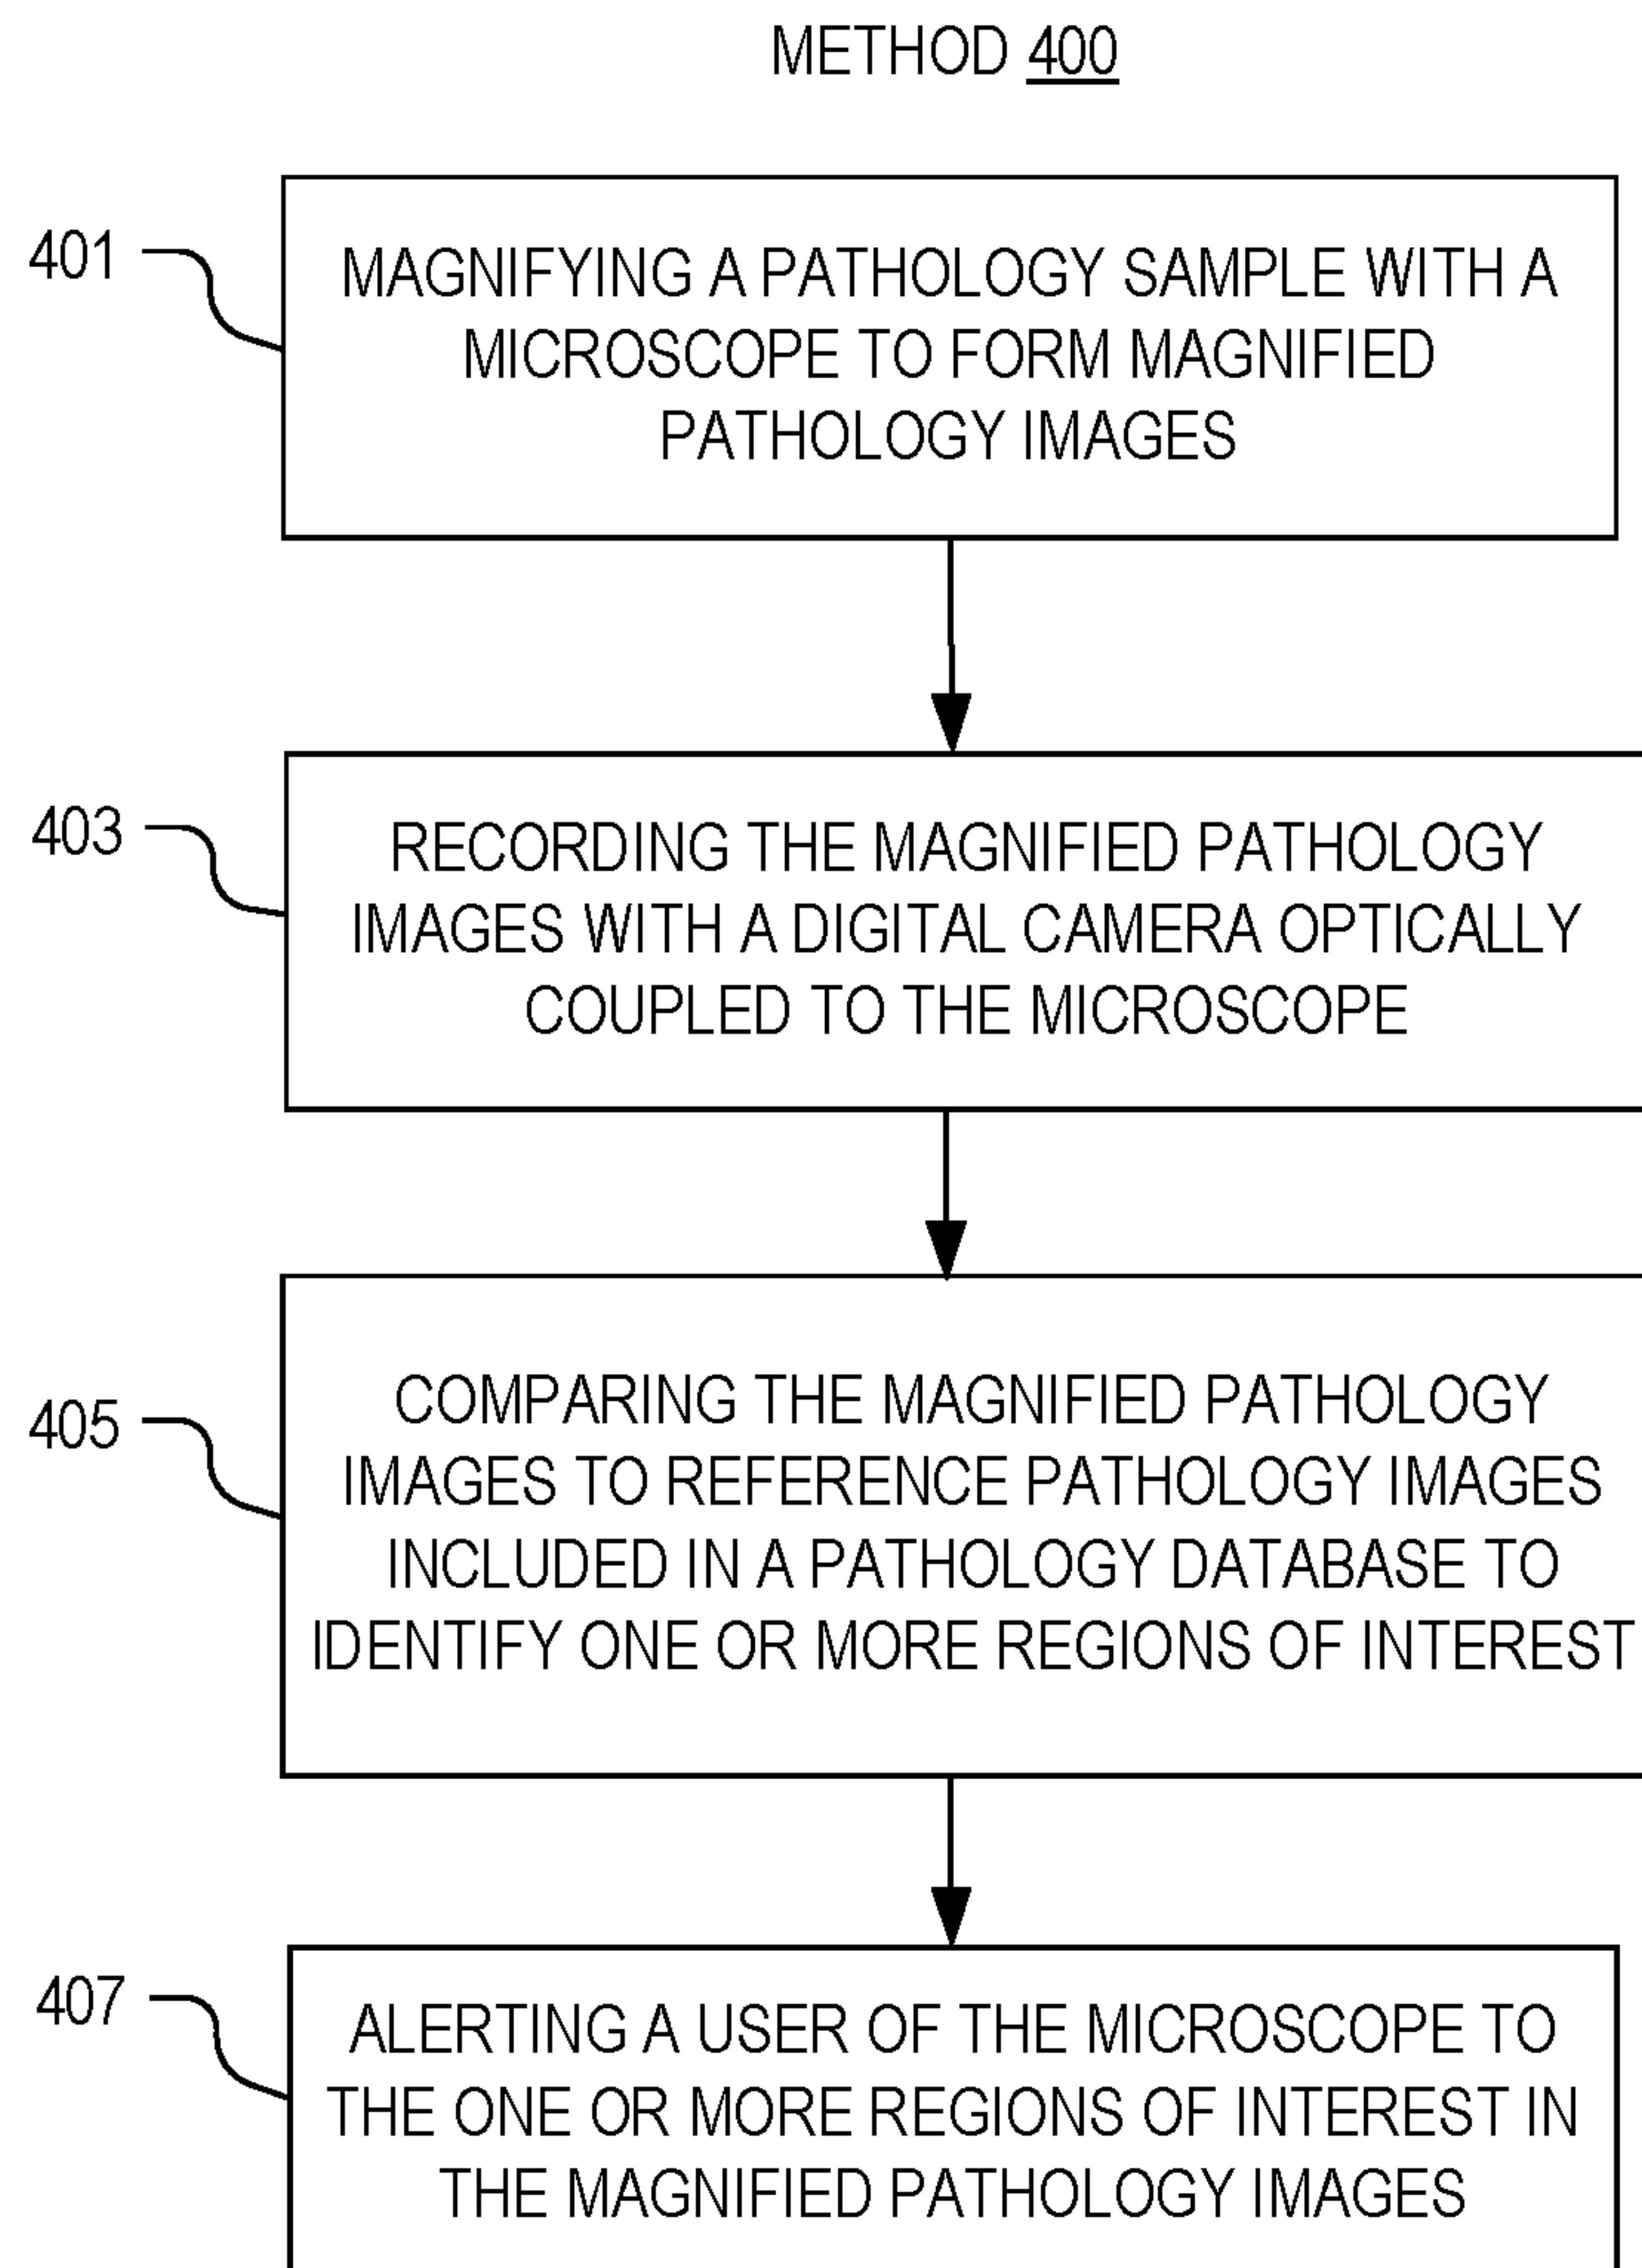 METHOD 400
401
MAGNIFYING A PATHOLOGY SAMPLE WITH A
MICROSCOPE TO FORM MAGNIFIED
PATHOLOGY IMAGES
403
RECORDING THE MAGNIFIED PATHOLOGY
IMAGES WITH A DIGITAL CAMERA OPTICALLY
COUPLED TO THE MICROSCOPE
405
COMPARING THE MAGNIFIED PATHOLOGY
IMAGES TO REFERENCE PATHOLOGY IMAGES
INCLUDED IN A PATHOLOGY DATABASE TO
IDENTIFY ONE OR MORE REGIONS OF INTEREST
407
ALERTING A USER OF THE MICROSCOPE TO
THE ONE OR MORE REGIONS OF INTEREST IN
THE MAGNIFIED PATHOLOGY IMAGES